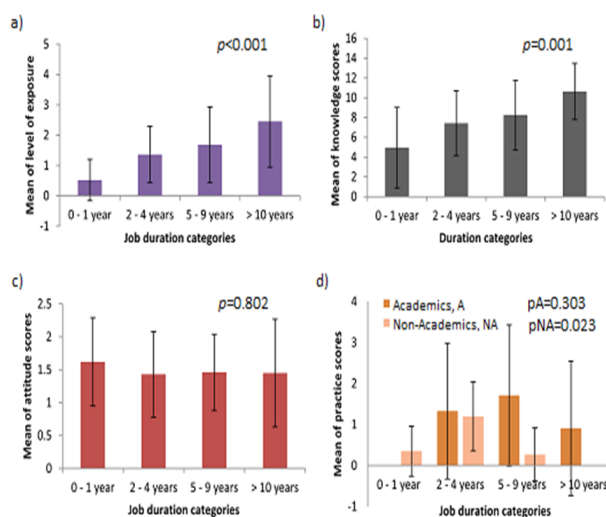 a)
p<0.001
Mean of level of exposure
5
4
3
2
1
0
-1
0 - 1 year 2 - 4 years 5 - 9 years > 10 years
Job duration categories
b)
p=0.001
Mean of knowledge scores
16
14
12
10
8
6
4
2
0
0 - 1 year 2 - 4 years 5 - 9 years > 10 years
Duration categories
c)
p=0.802
Mean of attitude scores
2.5
2
1.5
1
0.5
0
0 - 1 year 2 - 4 years 5 - 9 years > 10 years
Job duration categories
d)
Academics, A
Non-Academics, NA
pA=0.303
pNA=0.023
Mean of practice scores
4
3
2
1
0
-1
0 - 1 year 2 - 4 years 5 - 9 years > 10 years
Job duration categories